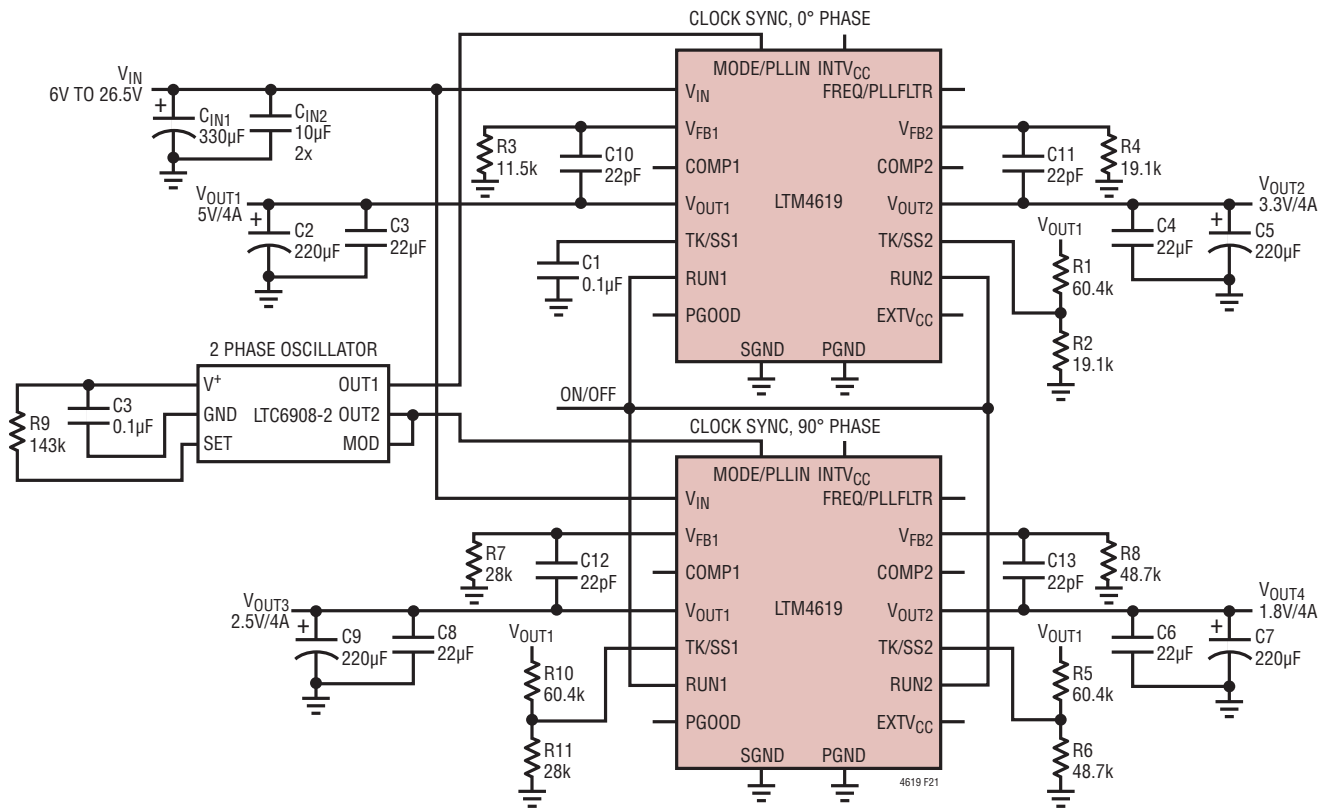 CLOCK SYNC, 0° PHASE
MODE/PLLIN INTVCC
VIN
6V TO 26.5V
+
CIN1
330µF
CIN2
10µF
2x
VIN
FREQ/PLLFLTR
VFB1
VFB2
R3
11.5k
C10
22pF
COMP1
COMP2
C11
22pF
R4
19.1k
LTM4619
VOUT1
5V/4A
+
C2
220µF
C3
22µF
VOUT1
VOUT2
VOUT2
3.3V/4A
C4
22µF
+
C5
220µF
TK/SS1
TK/SS2
VOUT1
R1
60.4k
C1
0.1µF
RUN1
RUN2
PGOOD
EXTVCC
R2
19.1k
SGND
PGND
2 PHASE OSCILLATOR
V+
OUT1
GND
LTC6908-2
OUT2
SET
MOD
R9
143k
C3
0.1µF
ON/OFF
CLOCK SYNC, 90° PHASE
MODE/PLLIN INTVCC
VIN
FREQ/PLLFLTR
VFB1
VFB2
R7
28k
C12
22pF
COMP1
COMP2
C13
22pF
R8
48.7k
LTM4619
VOUT3
2.5V/4A
+
C9
220µF
C8
22µF
VOUT1
VOUT2
VOUT4
1.8V/4A
C6
22µF
+
C7
220µF
VOUT1
R10
60.4k
TK/SS1
TK/SS2
VOUT1
R5
60.4k
RUN1
RUN2
PGOOD
EXTVCC
R11
28k
R6
48.7k
SGND
PGND
4619 F21